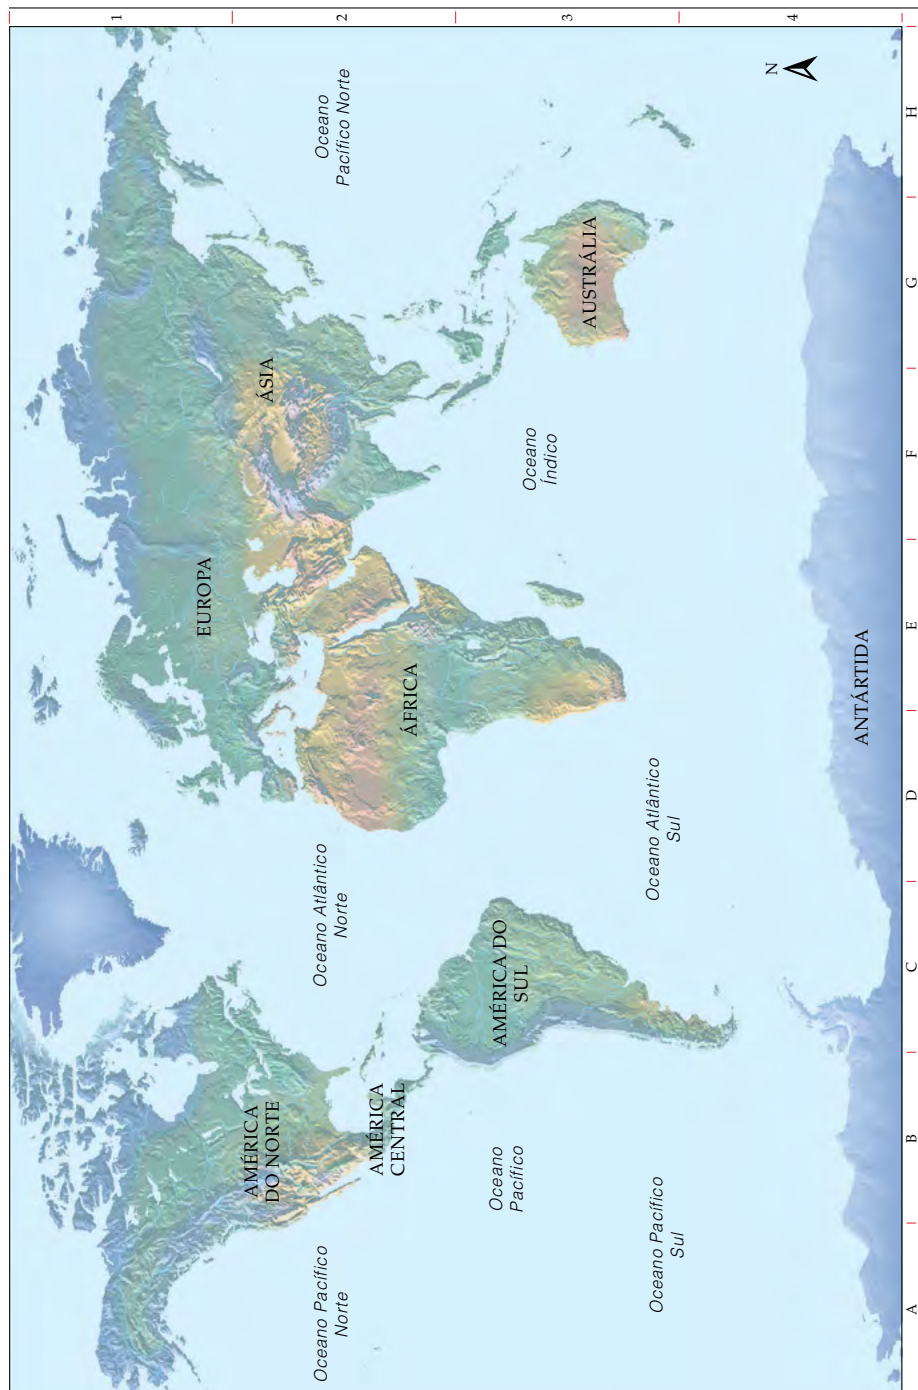 EUROPA
ÁSIA
AMÉRICA
DO NORTE
Oceano Pacífico
Norte
Oceano Atlântico
Norte
Oceano
Pacífico Norte
AMÉRICA
CENTRAL
ÁFRICA
AMÉRICA DO
SUL
Oceano
Pacífico
Oceano
Índico
AUSTRÁLIA
Oceano Pacífico
Sul
Oceano Atlântico
Sul
N
ANTÁRTIDA
1
2
3
4
A
B
C
D
E
F
G
H